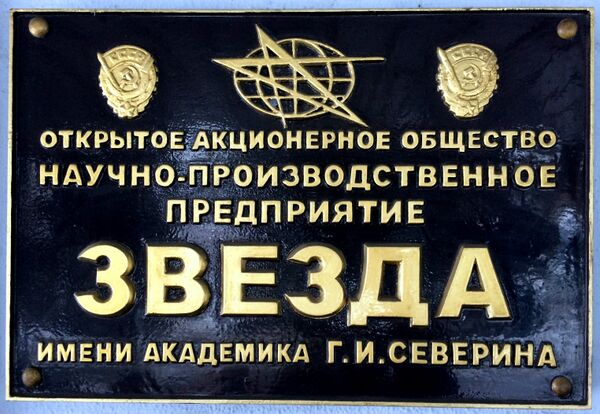 ОТКРЫТОЕ АКЦИОНЕРНОЕ ОБЩЕСТВО
НАУЧНО-ПРОИЗВОДСТВЕННОЕ
ПРЕДПРИЯТИЕ
ЗВЕЗДА
ИМЕНИ АКАДЕМИКА Г.И.СЕВЕРИНА